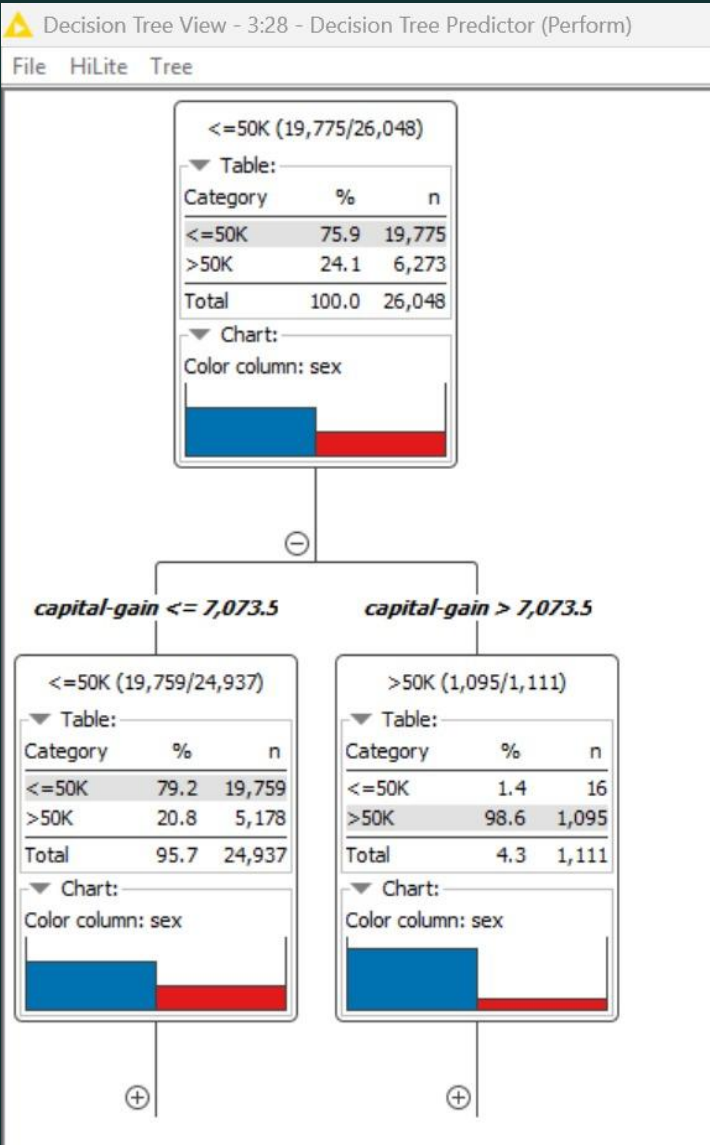 Decision Tree View - 3:28 - Decision Tree Predictor (Perform)
File HiLite Tree
<=50K (19,775/26,048)
Table:
Category % n
<=50K 75.9 19,775
>50K 24.1 6,273
Total 100.0 26,048
Chart:
Color column: sex
capital-gain <= 7,073.5
capital-gain > 7,073.5
<=50K (19,759/24,937)
Table:
Category % n
<=50K 79.2 19,759
>50K 20.8 5,178
Total 95.7 24,937
Chart:
Color column: sex
>50K (1,095/1,111)
Table:
Category % n
<=50K 1.4 16
>50K 98.6 1,095
Total 4.3 1,111
Chart:
Color column: sex